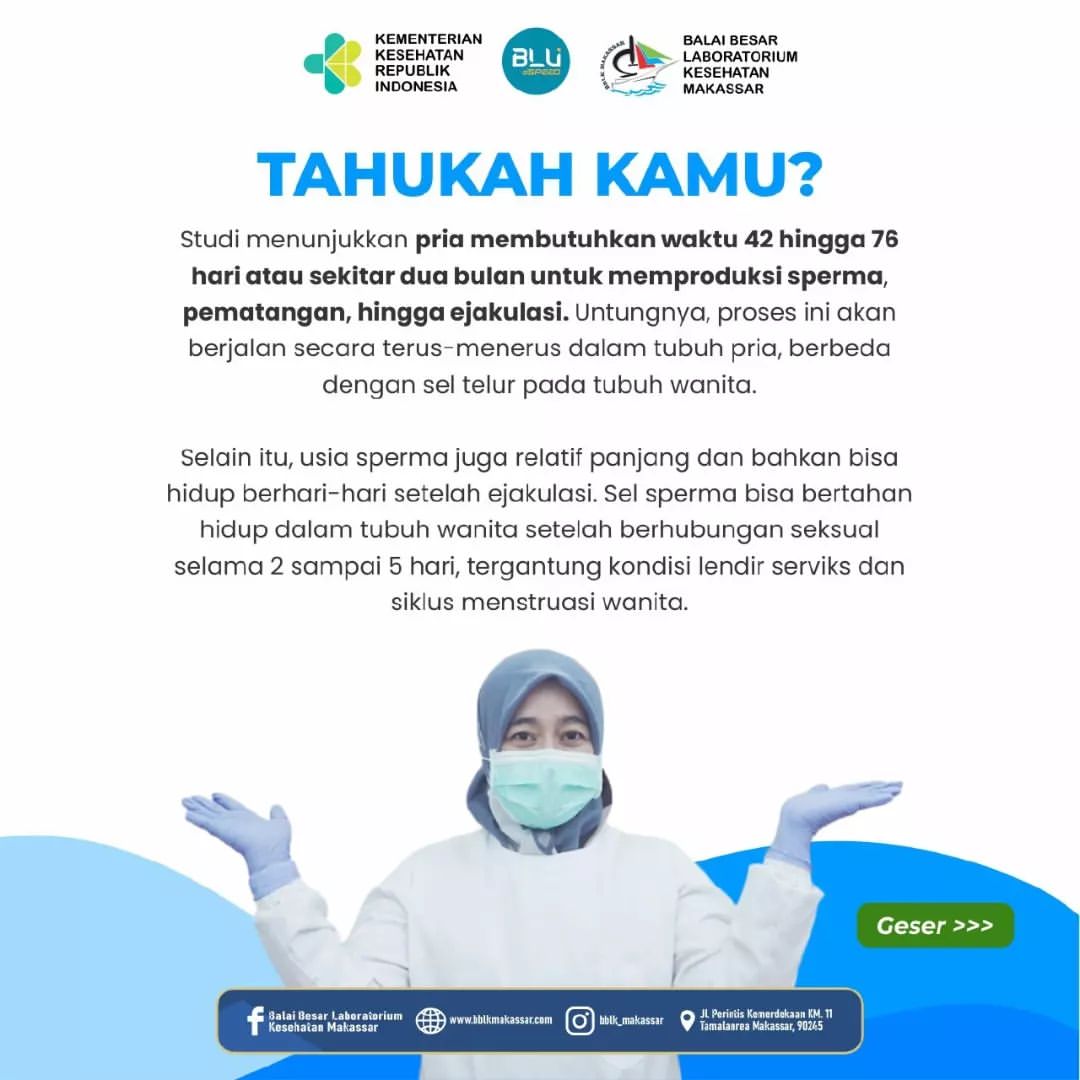 KEMENTERIAN
KESEHATAN
REPUBLIK
INDONESIA
BLU
SPEED
BBLK MAKASSAR
BALAI BESAR
LABORATORIUM
KESEHATAN
MAKASSAR
TAHUKAH KAMU?
Studi menunjukkan pria membutuhkan waktu 42 hingga 76
hari atau sekitar dua bulan untuk memproduksi sperma,
pematangan, hingga ejakulasi. Untungnya, proses ini akan
berjalan secara terus-menerus dalam tubuh pria, berbeda
dengan sel telur pada tubuh wanita.
Selain itu, usia sperma juga relatif panjang dan bahkan bisa
hidup berhari-hari setelah ejakulasi. Sel sperma bisa bertahan
hidup dalam tubuh wanita setelah berhubungan seksual
selama 2 sampai 5 hari, tergantung kondisi lendir serviks dan
siklus menstruasi wanita.
Geser >>>
Balai Besar Laboratorium
Kesehatan Makassar
www.bblkmakassar.com
bblk_makassar
Jl. Perintis Kemerdekaan KM. 11
Tamalanrea Makassar, 90245